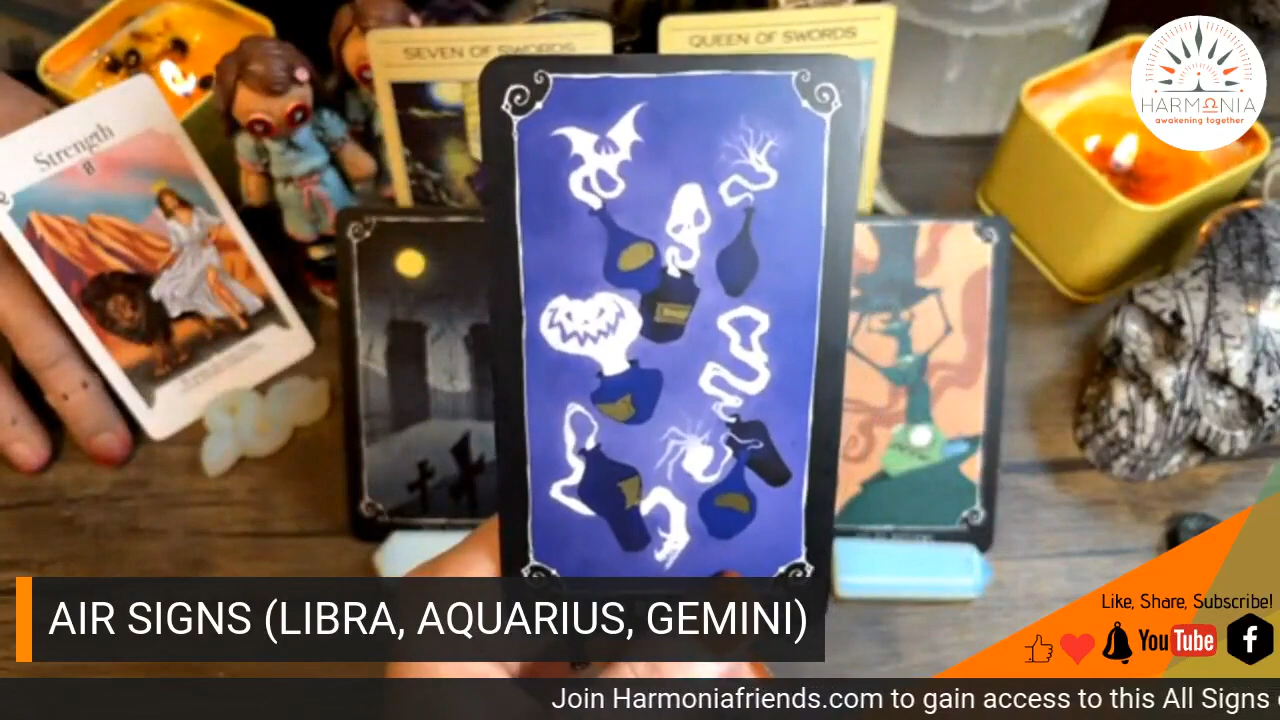 SEVEN OF SWORDS
QUEEN OF SWORDS
HARMONIA
awakening together
Strength
8
AIR SIGNS (LIBRA, AQUARIUS, GEMINI)
Like, Share, Subscribe!
YouTube
f
Join Harmoniafriends.com to gain access to this All Signs